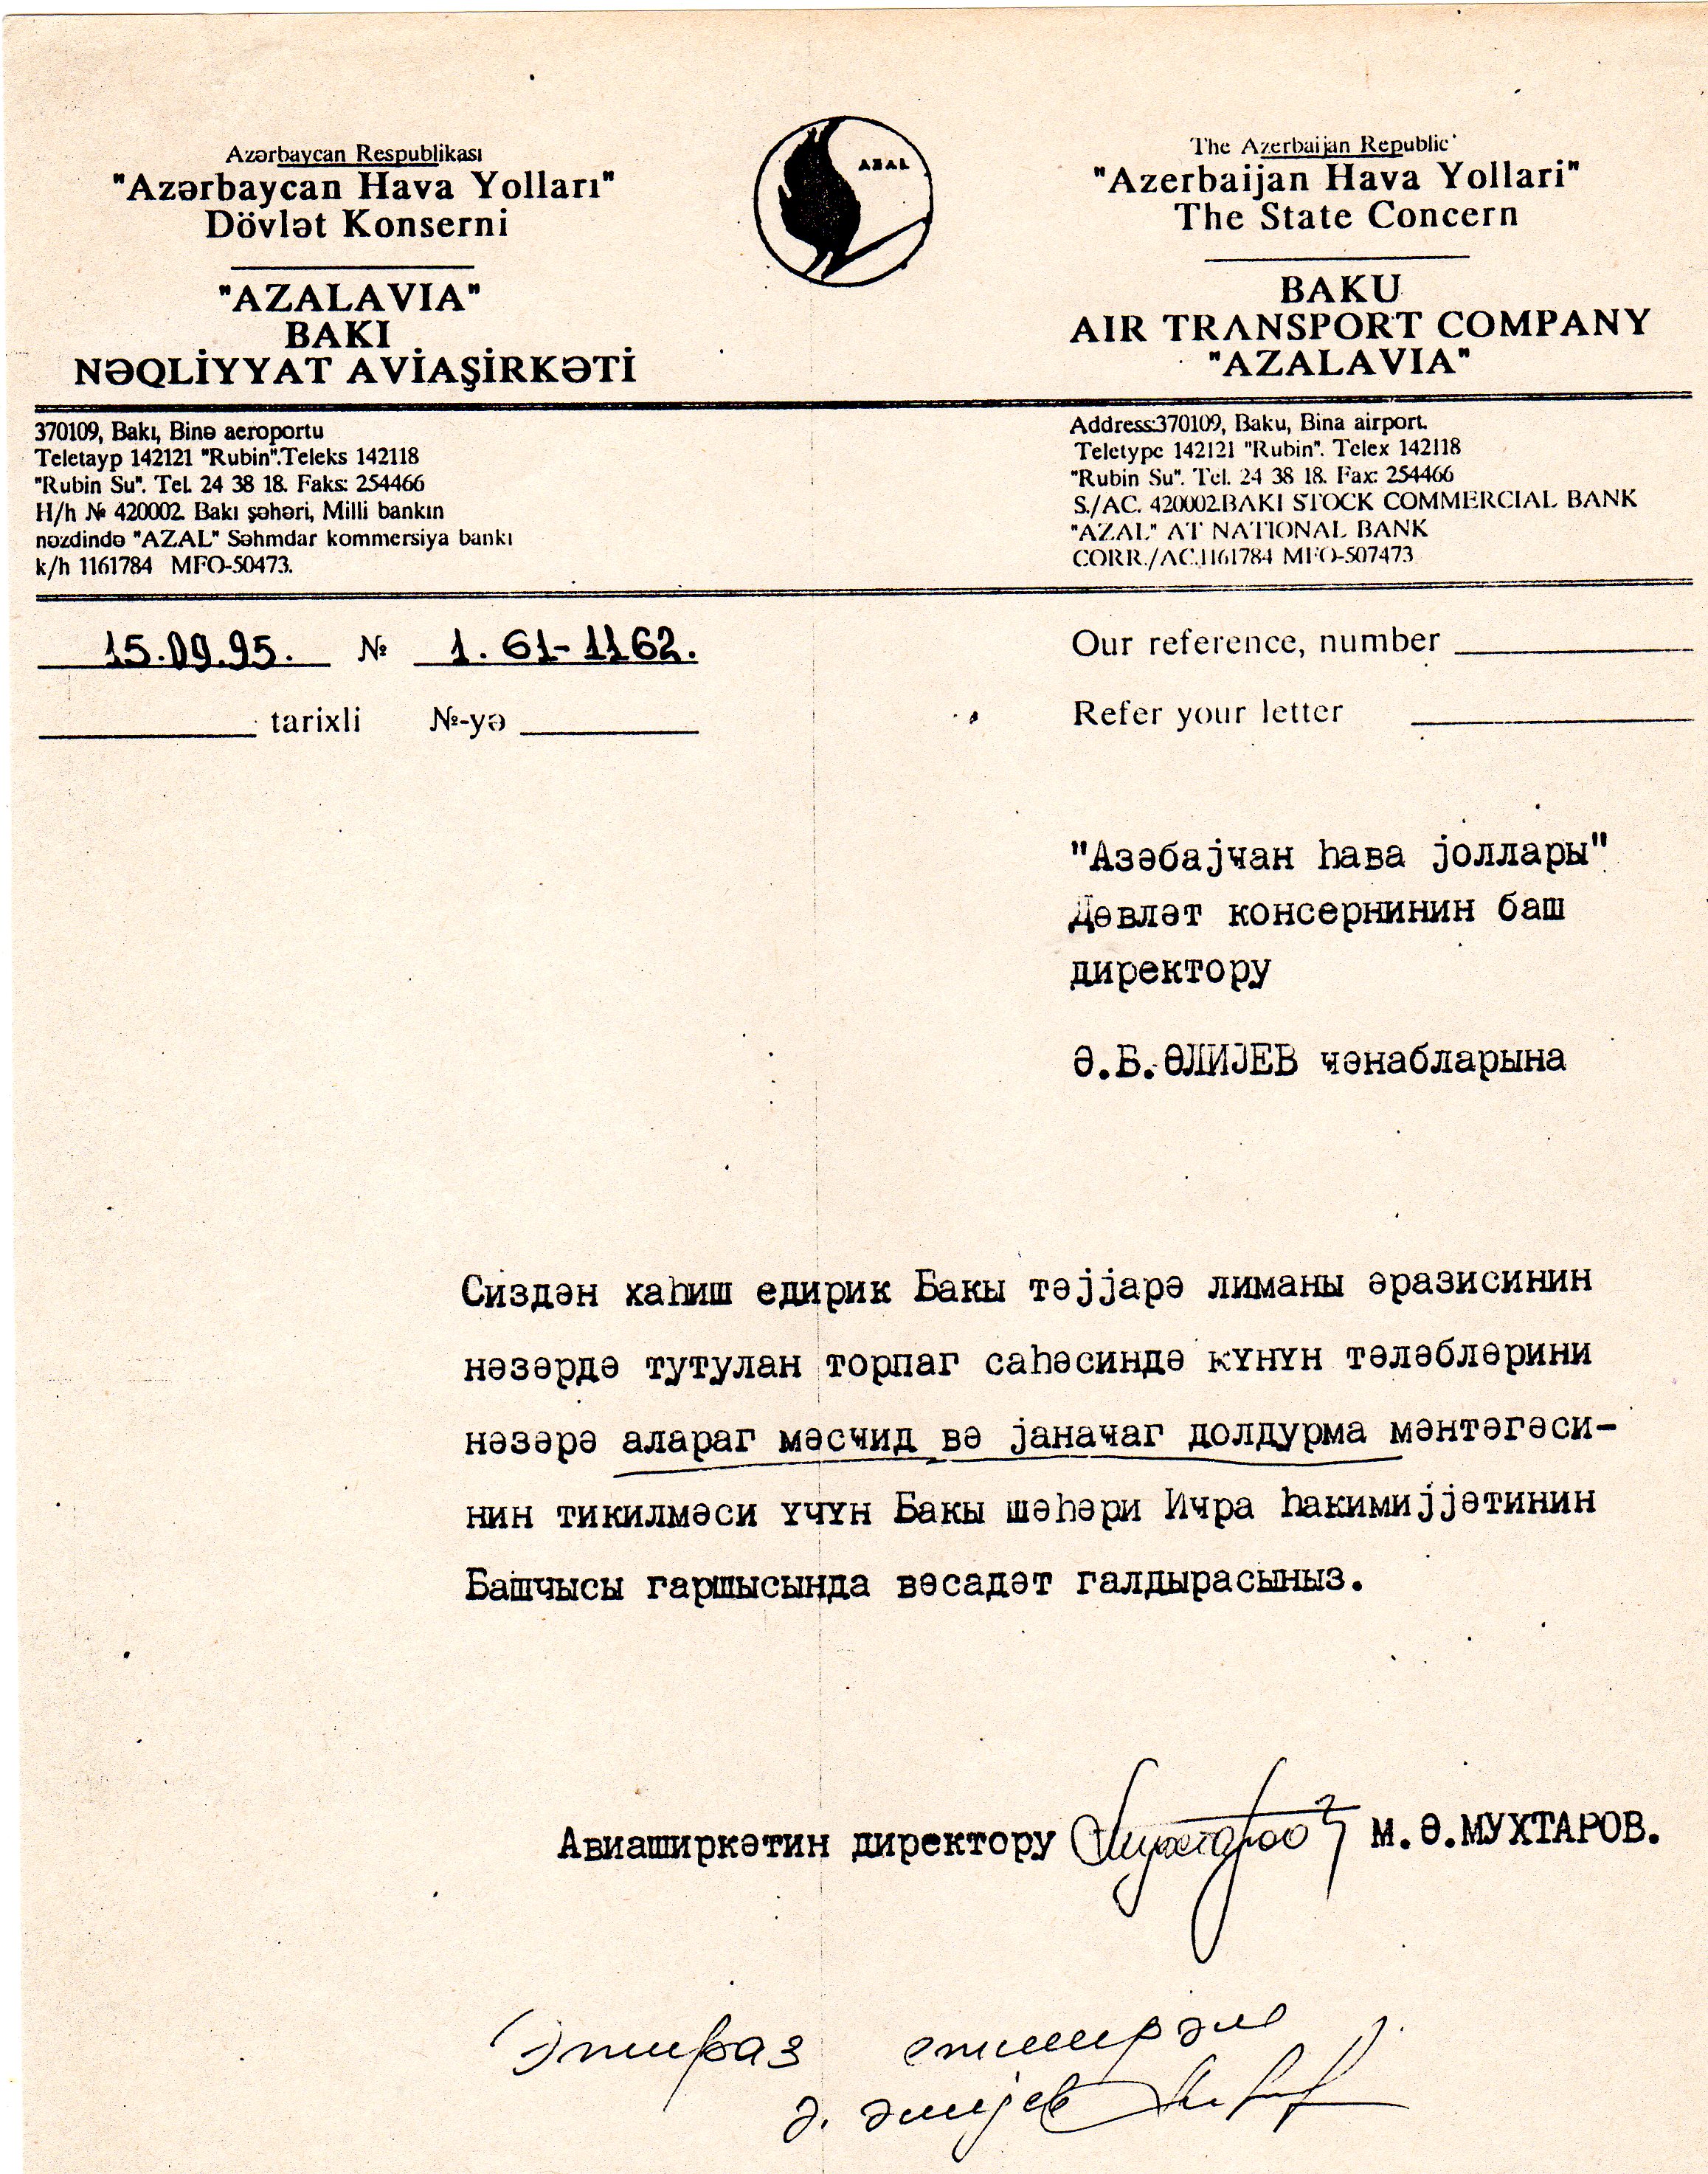 Azərbaycan Respublikası
"Azərbaycan Hava Yolları"
Dövlət Konserni
"AZALAVIA"
BAKI
NƏQLİYYAT AVİAŞİRKƏTİ
AZAL
The Azerbaijan Republic
"Azerbaijan Hava Yollari"
The State Concern
BAKU
AIR TRANSPORT COMPANY
"AZALAVIA"
370109, Bakı, Binə aeroportu
Teletayp 142121 "Rubin".Teleks 142118
"Rubin Su". Tel. 24 38 18. Faks: 254466
H/h № 420002. Bakı şəhəri, Milli bankın
nəzdində "AZAL" Səhmdar kommersiya bankı
k/h 1161784 MFO-50473.
Address:370109, Baku, Bina airport.
Teletype 142121 "Rubin". Telex 142118
"Rubin Su". Tel. 24 38 18. Fax: 254466
S./AC. 420002.BAKI STOCK COMMERCIAL BANK
"AZAL" AT NATIONAL BANK
CORR./AC.1161784 MFO-507473
15.09.95. № 1.61-1162.
tarixli №-yə
Our reference, number
Refer your letter
"Азәбајҹан һава јоллары"
Дөвләт консернинин баш
директору
Ә.Б.ӘЛИЈЕВ ҹәнабларына
Сиздән хаһиш едирик Бакы тәјјарә лиманы әразисинин
нәзәрдә тутулан торпаг саһәсиндә күнүн тәләбләрини
нәзәрә алараг мәсҹид вә јанаҹаг долдурма мәнтәгәси-
нин тикилмәси үчүн Бакы шәһәри Иҹра һакимијјәтинин
Башчысы гаршысында вәсадәт галдырасыныз.
Авиаширкәтин директору М.Ә.МУХТАРОВ.
Әтираз етмирәм
Ә. Әлијев